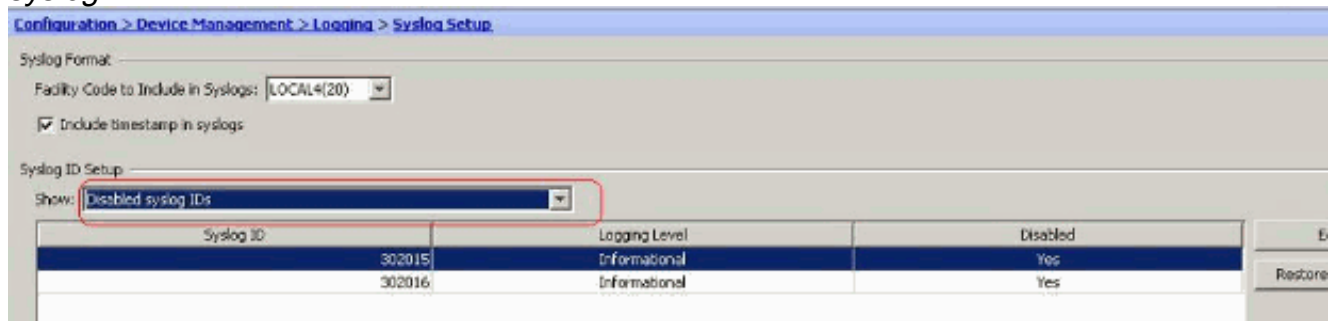 Configuration > Device Management > Logging > Syslog Setup
Syslog Format
Facility Code to Include in Syslogs: LOCAL4(20)
Include timestamp in syslogs
Syslog ID Setup
Show: Disabled syslog IDs
Syslog ID Logging Level Disabled
302015 Informational Yes
302016 Informational Yes
Restore